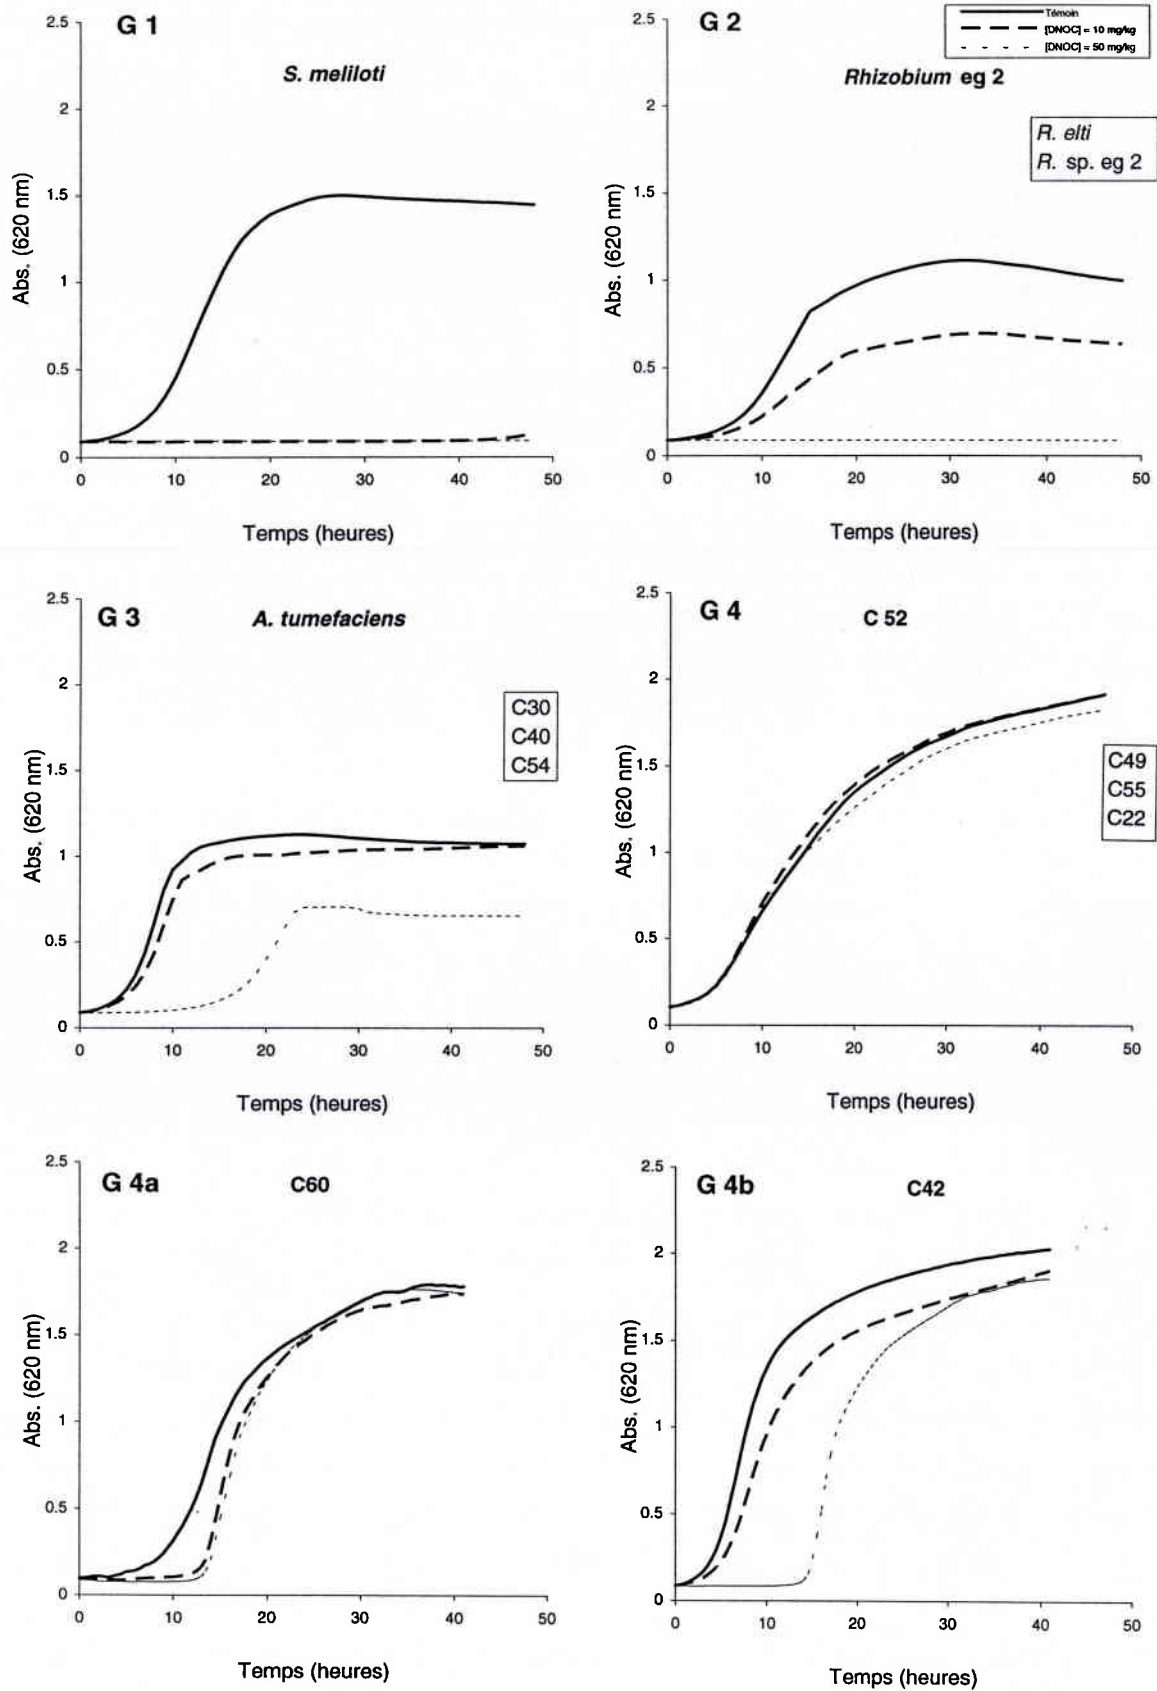 G 1
S. meliloti
2.5
2
1.5
1
0.5
0
Abs. (620 nm)
0 10 20 30 40 50
Temps (heures)
G 2
Témoin
[DNOC] = 10 mg/kg
[DNOC] = 50 mg/kg
Rhizobium eg 2
R. elti
R. sp. eg 2
2.5
2
1.5
1
0.5
0
Abs. (620 nm)
0 10 20 30 40 50
Temps (heures)
G 3
A. tumefaciens
C30
C40
C54
2.5
2
1.5
1
0.5
0
Abs. (620 nm)
0 10 20 30 40 50
Temps (heures)
G 4
C 52
C49
C55
C22
2.5
2
1.5
1
0.5
0
Abs. (620 nm)
0 10 20 30 40 50
Temps (heures)
G 4a
C60
2.5
2
1.5
1
0.5
0
Abs. (620 nm)
0 10 20 30 40 50
Temps (heures)
G 4b
C42
2.5
2
1.5
1
0.5
0
Abs. (620 nm)
0 10 20 30 40 50
Temps (heures)